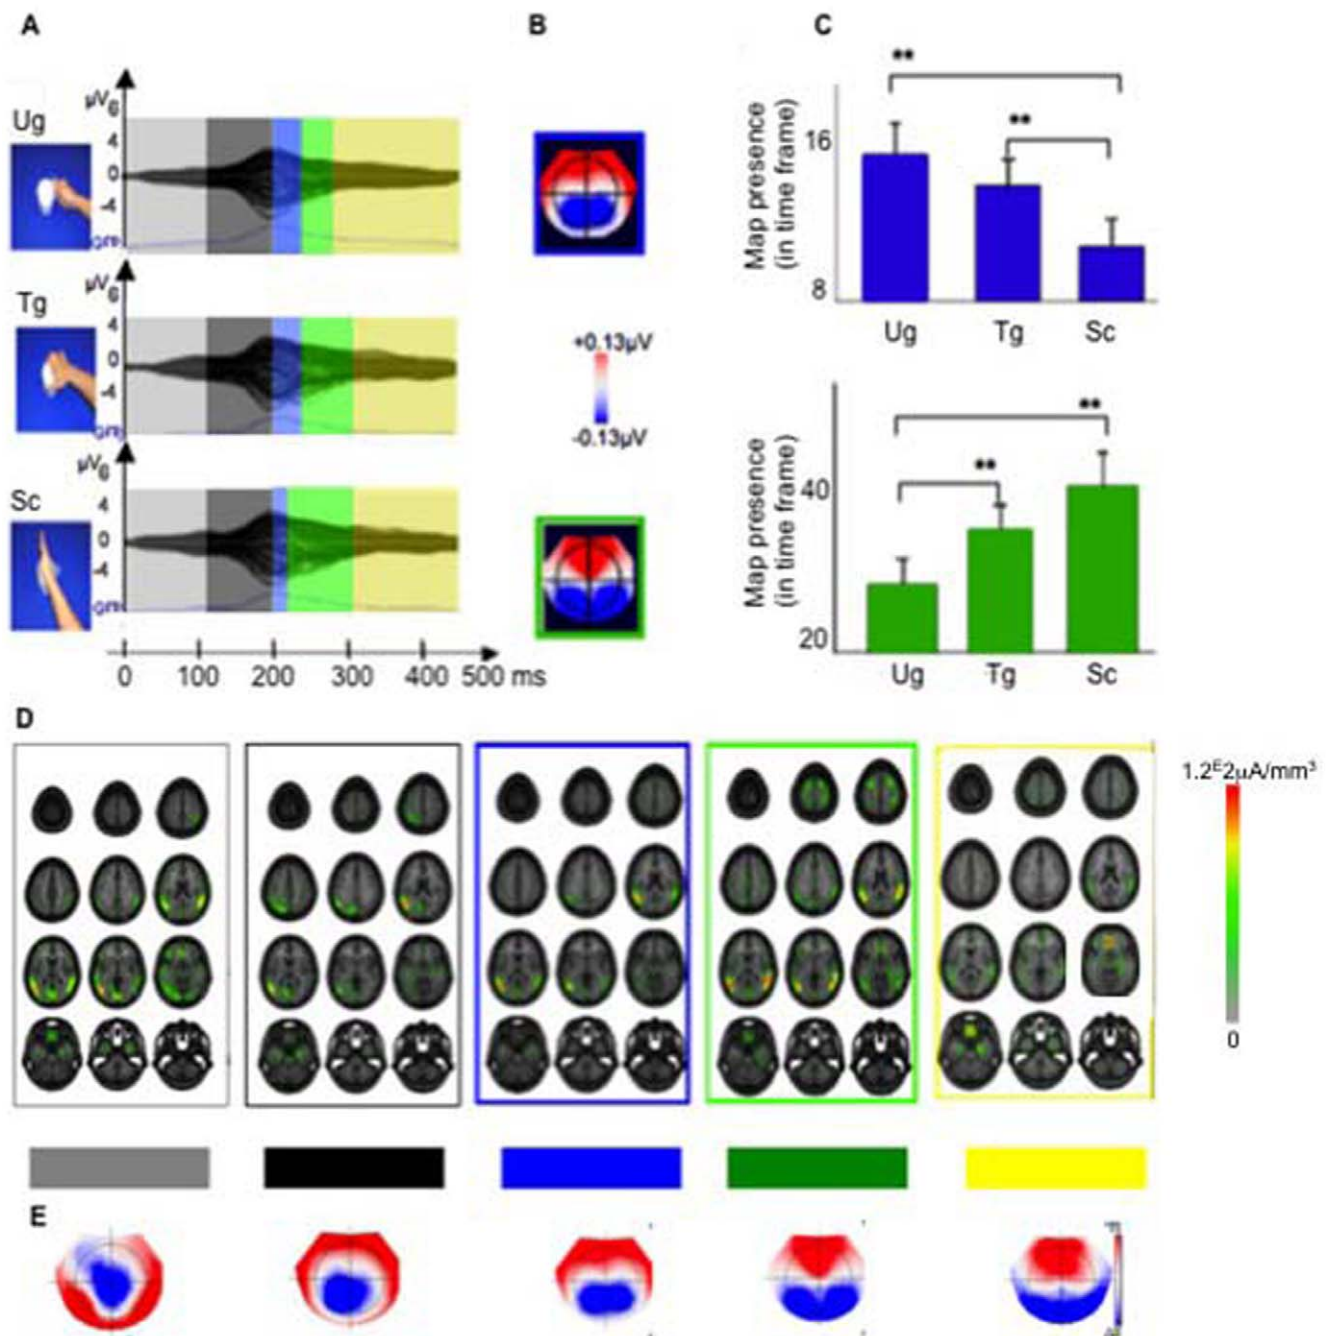 A
B
C
μV
6
4
0
-4
Ug
μV
6
4
0
-4
Tg
μV
6
4
0
-4
Sc
0 100 200 300 400 500 ms
+0.13μV
-0.13μV
**
**
Map presence
(in time frame)
16
8
Ug Tg Sc
**
**
Map presence
(in time frame)
40
20
Ug Tg Sc
D
1.2ᴱ2μA/mm³
0
E